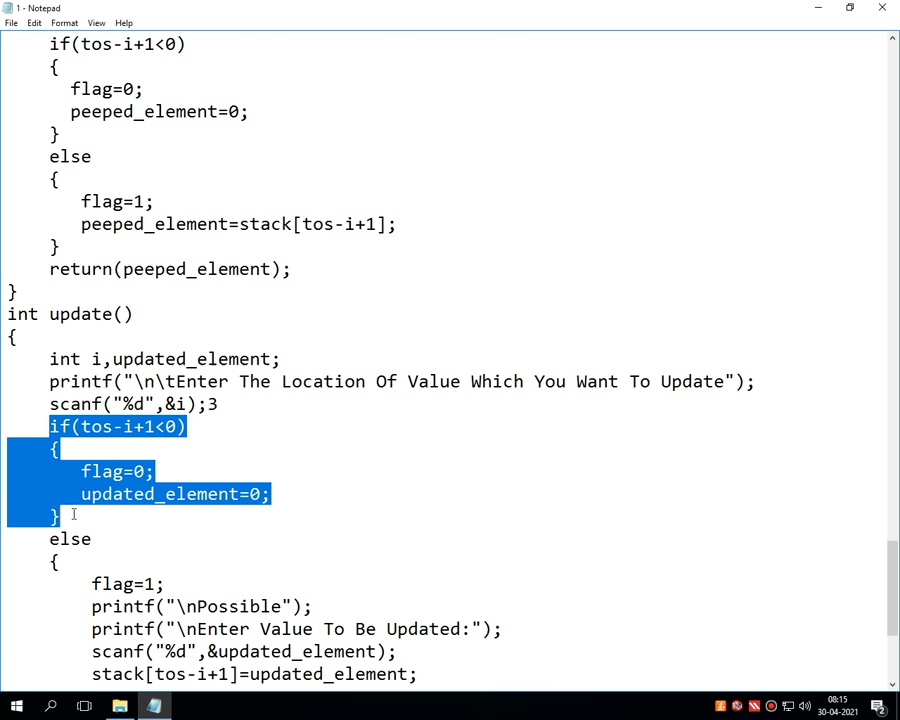 1 - Notepad
File Edit Format View Help
if(tos-i+1<0)
{
flag=0;
peeped_element=0;
}
else
{
flag=1;
peeped_element=stack[tos-i+1];
}
return(peeped_element);
}
int update()
{
int i,updated_element;
printf("\n\tEnter The Location Of Value Which You Want To Update");
scanf("%d",&i);3
if(tos-i+1<0)
{
flag=0;
updated_element=0;
}
else
{
flag=1;
printf("\nPossible");
printf("\nEnter Value To Be Updated:");
scanf("%d",&updated_element);
stack[tos-i+1]=updated_element;
08:15
30-04-2021
2